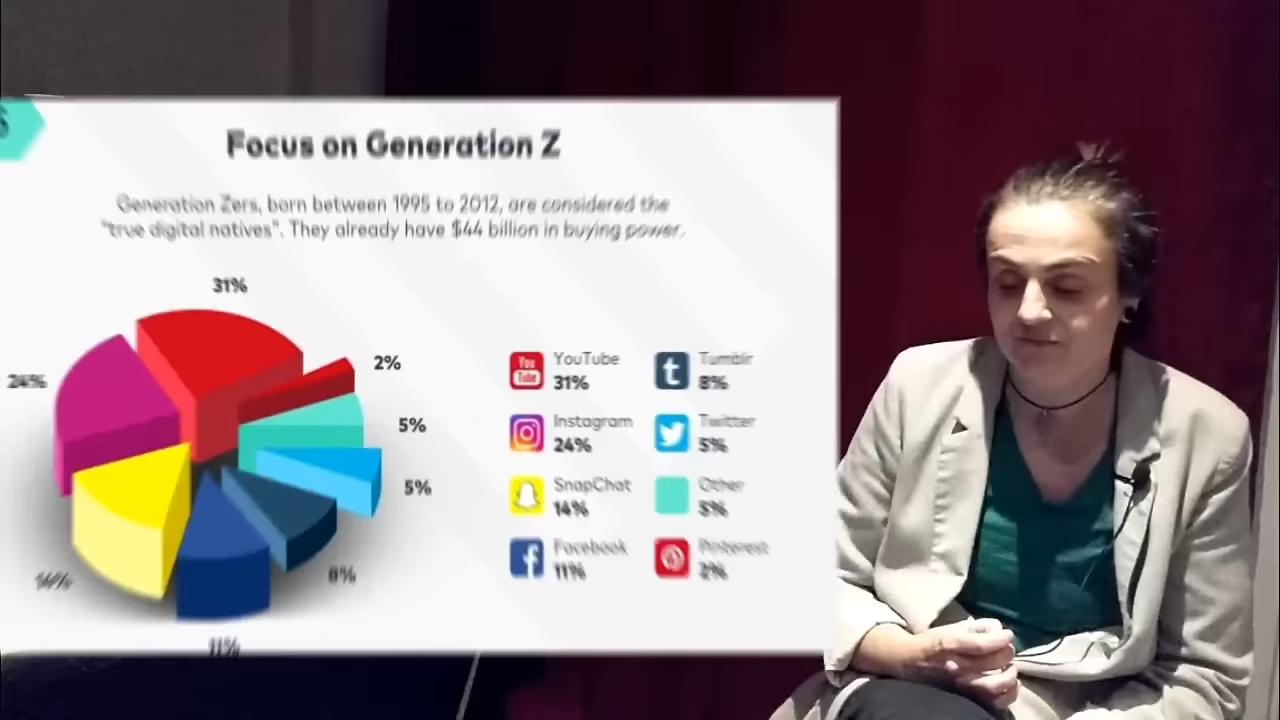 Focus on Generation Z
Generation Zers, born between 1995 to 2012, are considered the
"true digital natives". They already have $44 billion in buying power.
31%
2%
24%
5%
5%
14%
8%
11%
YouTube
31%
Tumblr
8%
Instagram
24%
Twitter
5%
SnapChat
14%
Other
5%
Facebook
11%
Pinterest
2%
You
Tube